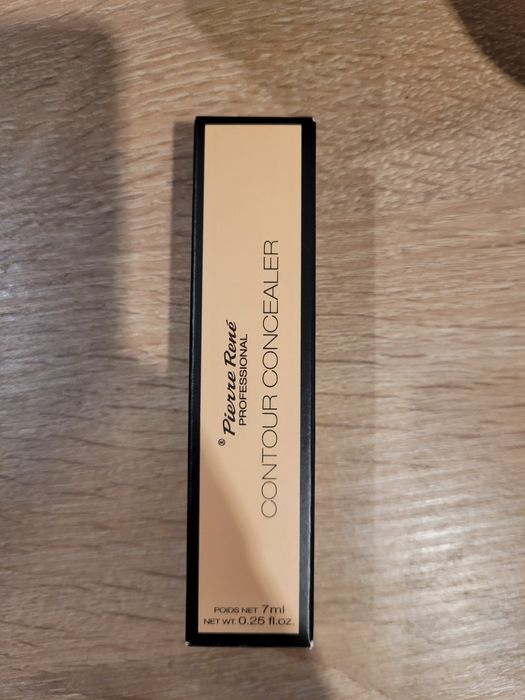 ® Pierre René
PROFESSIONAL
CONTOUR CONCEALER
POIDS NET 7ml
NET WT. 0.25 fl.oz.